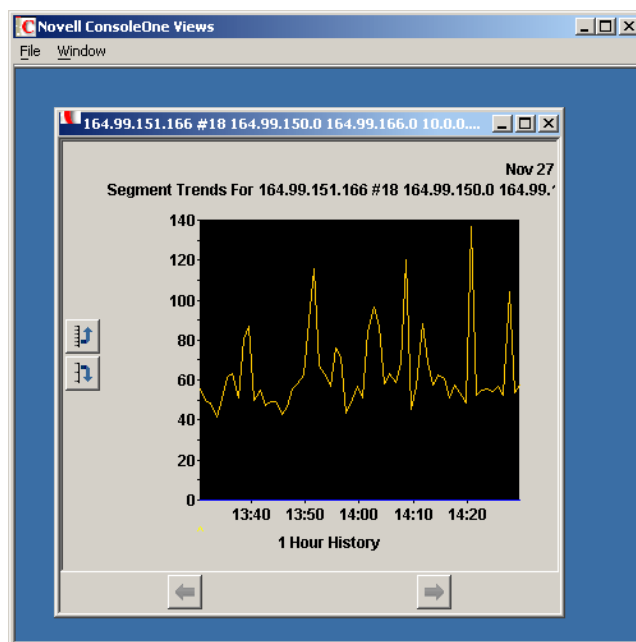 Novell ConsoleOne Views
File Window
164.99.151.166 #18 164.99.150.0 164.99.166.0 10.0.0....
Nov 27
Segment Trends For 164.99.151.166 #18 164.99.150.0 164.99.
140
120
100
80
60
40
20
0
13:40 13:50 14:00 14:10 14:20
1 Hour History